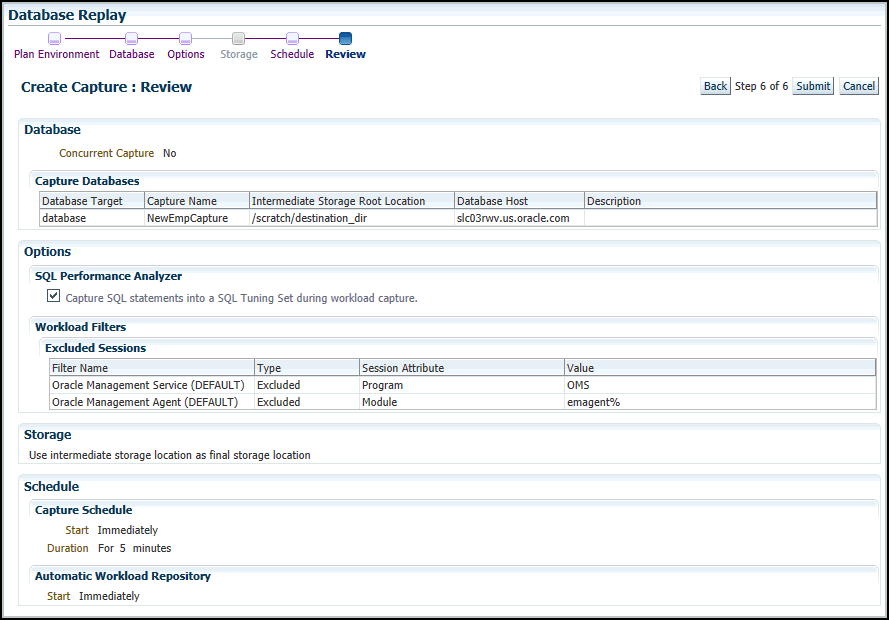 Database Replay
Plan Environment Database Options Storage Schedule Review
Create Capture : Review
Back Step 6 of 6 Submit Cancel
Database
Concurrent Capture No
Capture Databases
Database Target Capture Name Intermediate Storage Root Location Database Host Description
database NewEmpCapture /scratch/destination_dir slc03rwv.us.oracle.com
Options
SQL Performance Analyzer
Capture SQL statements into a SQL Tuning Set during workload capture.
Workload Filters
Excluded Sessions
Filter Name Type Session Attribute Value
Oracle Management Service (DEFAULT) Excluded Program OMS
Oracle Management Agent (DEFAULT) Excluded Module emagent%
Storage
Use intermediate storage location as final storage location
Schedule
Capture Schedule
Start Immediately
Duration For 5 minutes
Automatic Workload Repository
Start Immediately